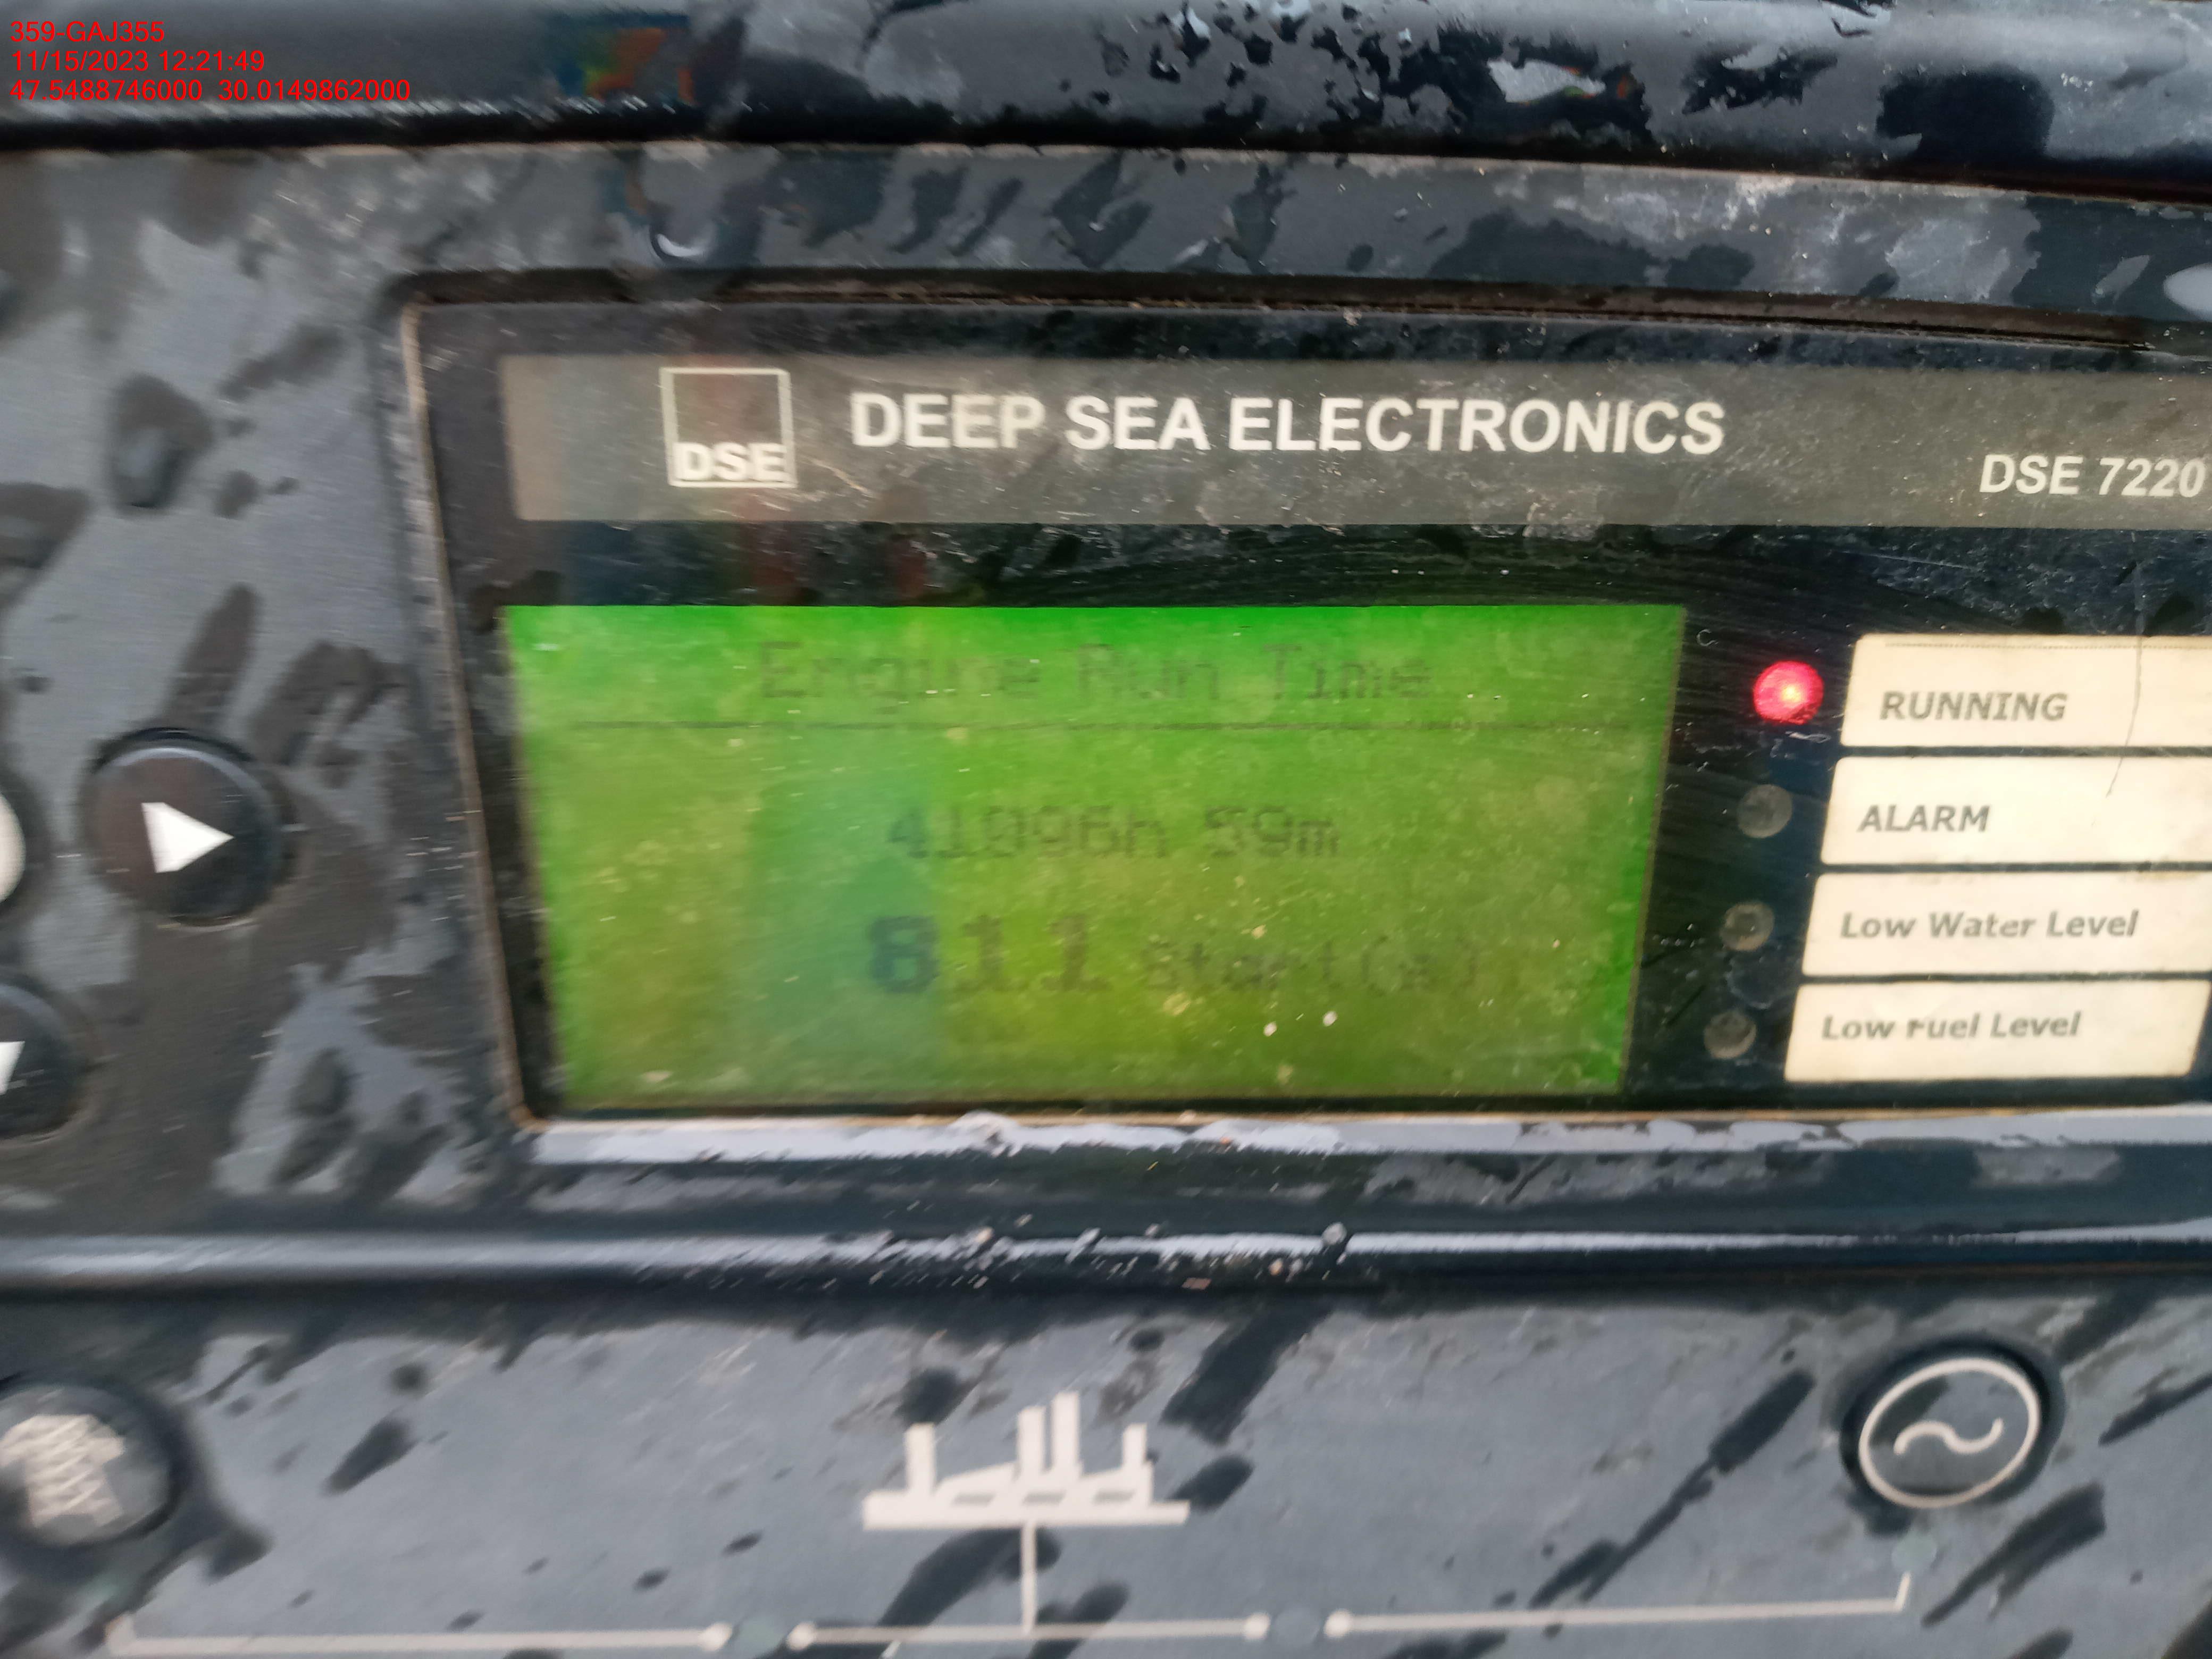 359-GAJ355
11/15/2023 12:21:49
47.5488746000 30.0149862000
DSE
DEEP SEA ELECTRONICS
DSE 7220
Engine Run Time
41096h 59m
811 Start(s)
RUNNING
ALARM
Low Water Level
Low Fuel Level